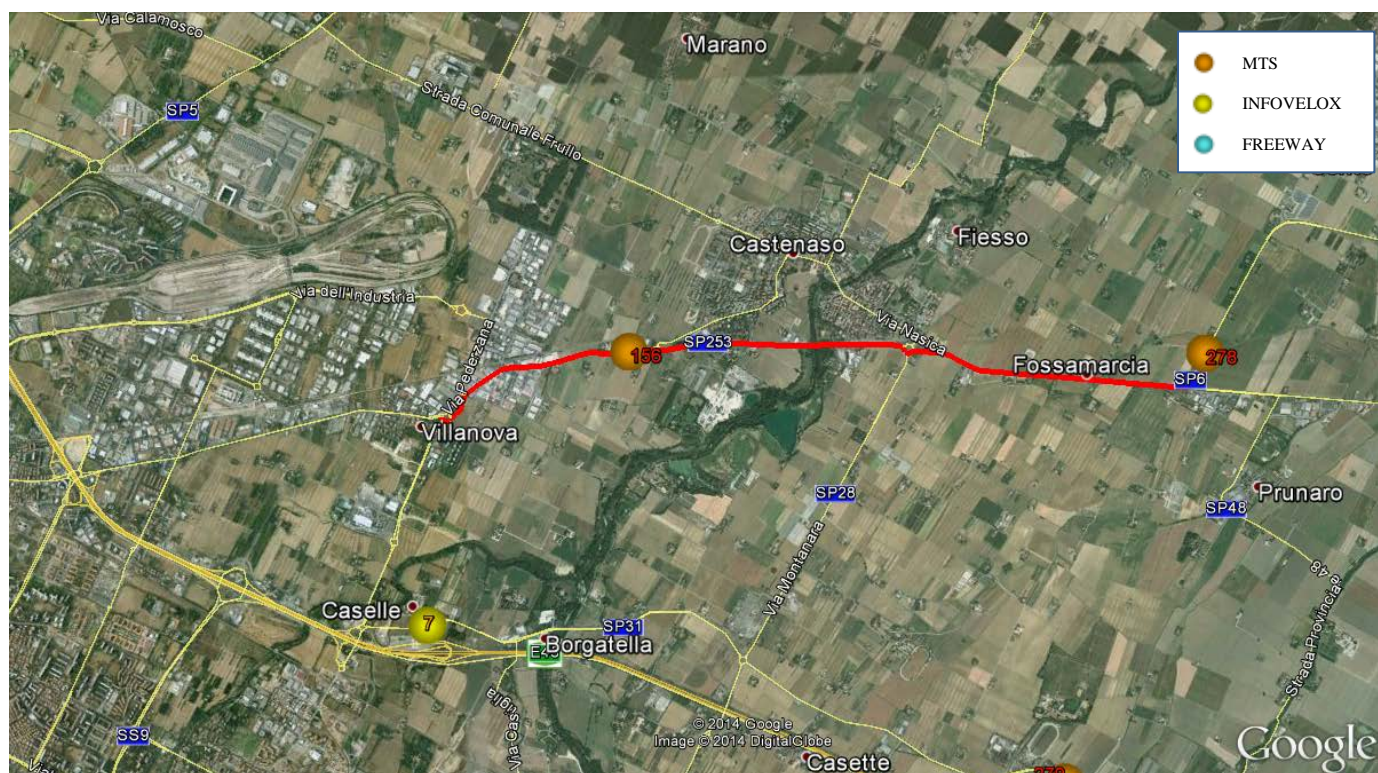 Via Calamosco
Marano
MTS
INFOVELOX
FREEWAY
SP5
Strada Comunale Frullo
Castenaso
Fiesso
Via dell'Industria
Via Pederzana
156
SP253
Via Nasica
Fossamarcia
278
SP6
Villanova
SP28
Prunaro
SP48
Via Montanara
48
Strada Provinciale
Caselle
7
SP31
Borgatella
SS9
Via Cas
© 2014 Google
Image © 2014 DigitalGlobe
Google
Casette